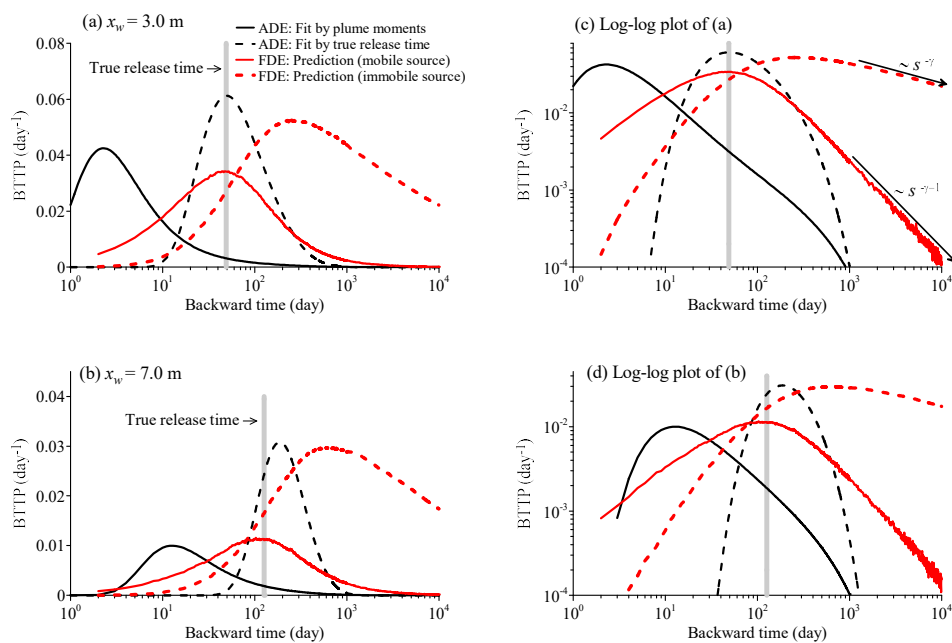 (a) x_w = 3.0 m
ADE: Fit by plume moments
ADE: Fit by true release time
FDE: Prediction (mobile source)
FDE: Prediction (immobile source)
True release time
BTTP (day⁻¹)
0.08
0.06
0.04
0.02
0
10⁰ 10¹ 10² 10³ 10⁴
Backward time (day)
(c) Log-log plot of (a)
~ s^-γ
~ s^-γ-1
BTTP (day⁻¹)
10⁻²
10⁻³
10⁻⁴
10⁰ 10¹ 10² 10³ 10⁴
Backward time (day)
(b) x_w = 7.0 m
True release time
BTTP (day⁻¹)
0.04
0.03
0.02
0.01
0
10⁰ 10¹ 10² 10³ 10⁴
Backward time (day)
(d) Log-log plot of (b)
BTTP (day⁻¹)
10⁻²
10⁻³
10⁻⁴
10⁰ 10¹ 10² 10³ 10⁴
Backward time (day)